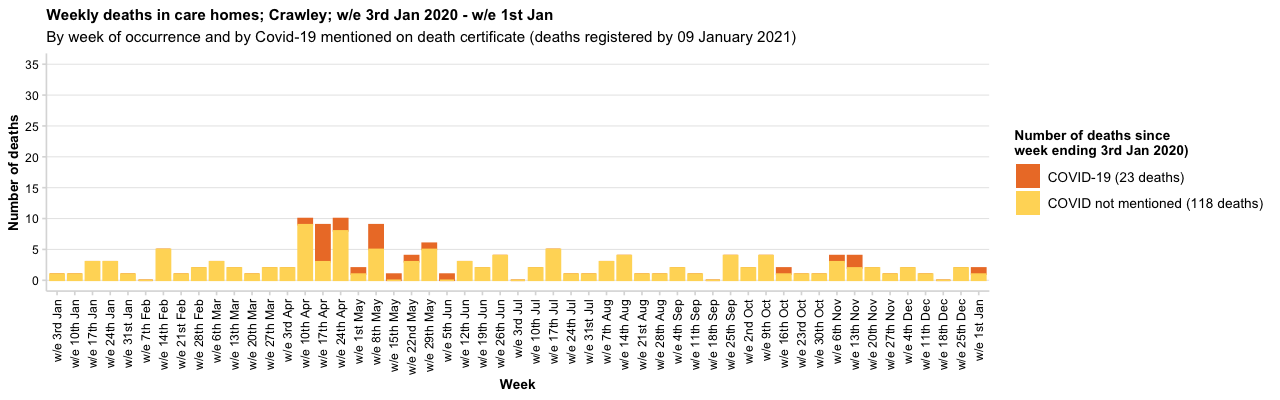 Weekly deaths in care homes; Crawley; w/e 3rd Jan 2020 - w/e 1st Jan
By week of occurrence and by Covid-19 mentioned on death certificate (deaths registered by 09 January 2021)
Number of deaths
35
30
25
20
15
10
5
0
w/e 3rd Jan
w/e 10th Jan
w/e 17th Jan
w/e 24th Jan
w/e 31st Jan
w/e 7th Feb
w/e 14th Feb
w/e 21st Feb
w/e 28th Feb
w/e 6th Mar
w/e 13th Mar
w/e 20th Mar
w/e 27th Mar
w/e 3rd Apr
w/e 10th Apr
w/e 17th Apr
w/e 24th Apr
w/e 1st May
w/e 8th May
w/e 15th May
w/e 22nd May
w/e 29th May
w/e 5th Jun
w/e 12th Jun
w/e 19th Jun
w/e 26th Jun
w/e 3rd Jul
w/e 10th Jul
w/e 17th Jul
w/e 24th Jul
w/e 31st Jul
w/e 7th Aug
w/e 14th Aug
w/e 21st Aug
w/e 28th Aug
w/e 4th Sep
w/e 11th Sep
w/e 18th Sep
w/e 25th Sep
w/e 2nd Oct
w/e 9th Oct
w/e 16th Oct
w/e 23rd Oct
w/e 30th Oct
w/e 6th Nov
w/e 13th Nov
w/e 20th Nov
w/e 27th Nov
w/e 4th Dec
w/e 11th Dec
w/e 18th Dec
w/e 25th Dec
w/e 1st Jan
Week
Number of deaths since
week ending 3rd Jan 2020)
COVID-19 (23 deaths)
COVID not mentioned (118 deaths)